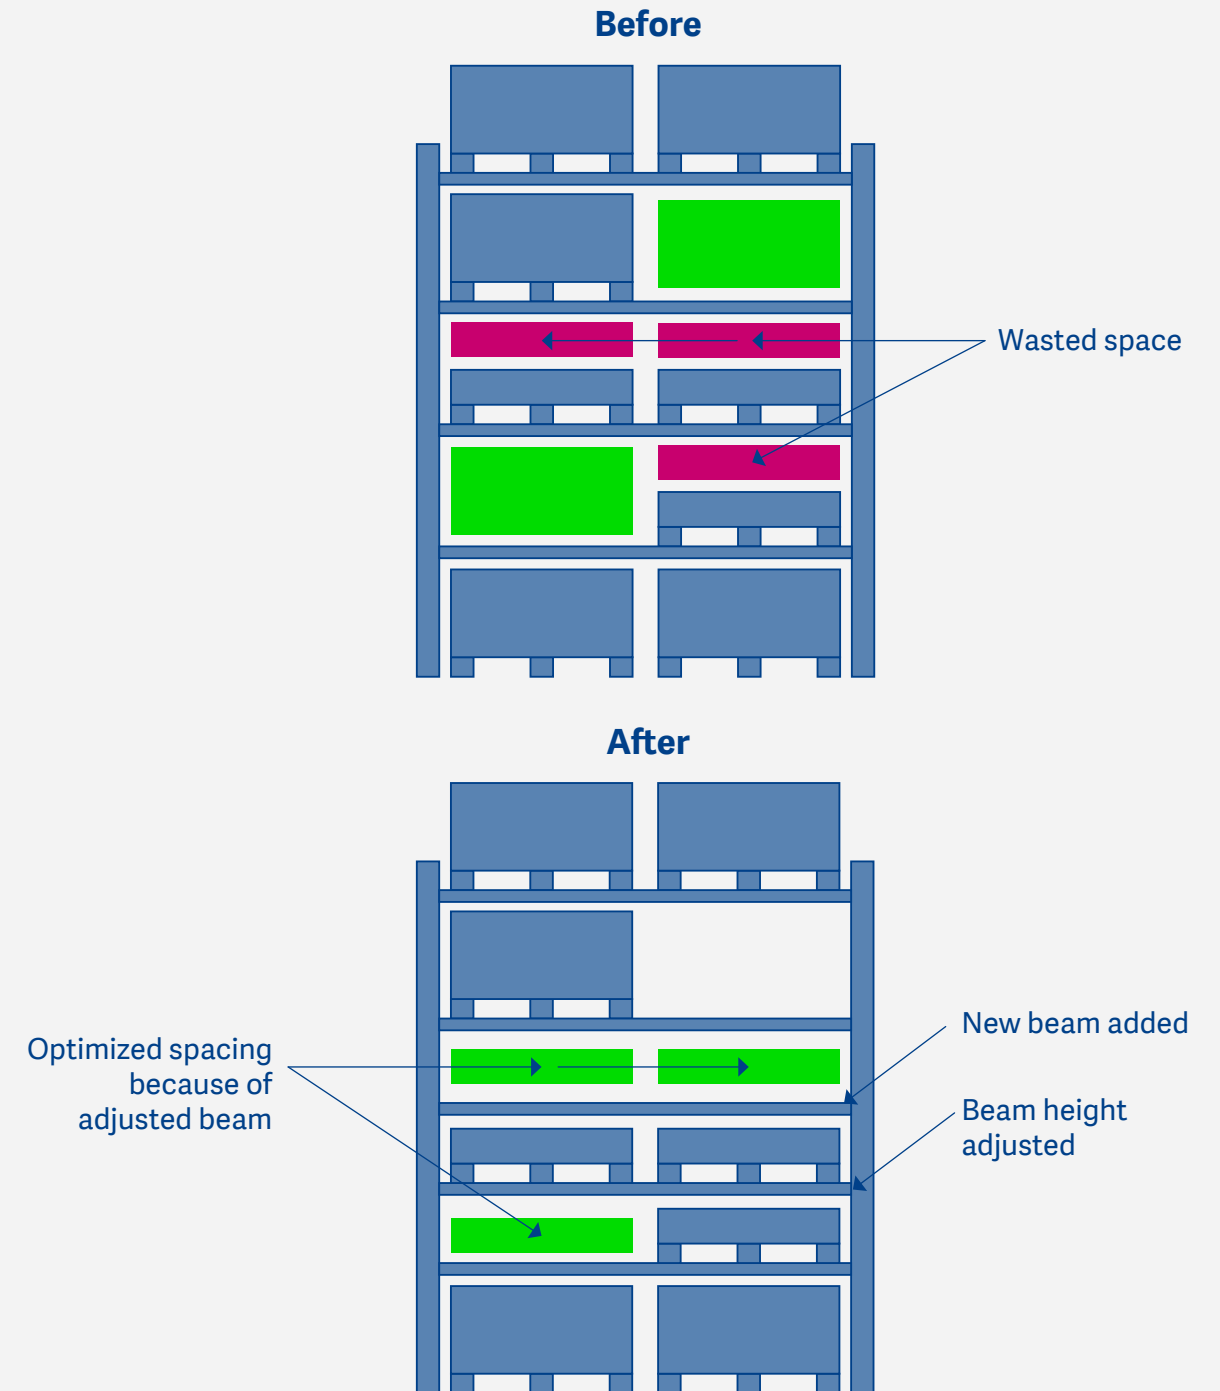 Before
Wasted space
After
Optimized spacing
because of
adjusted beam
New beam added
Beam height
adjusted